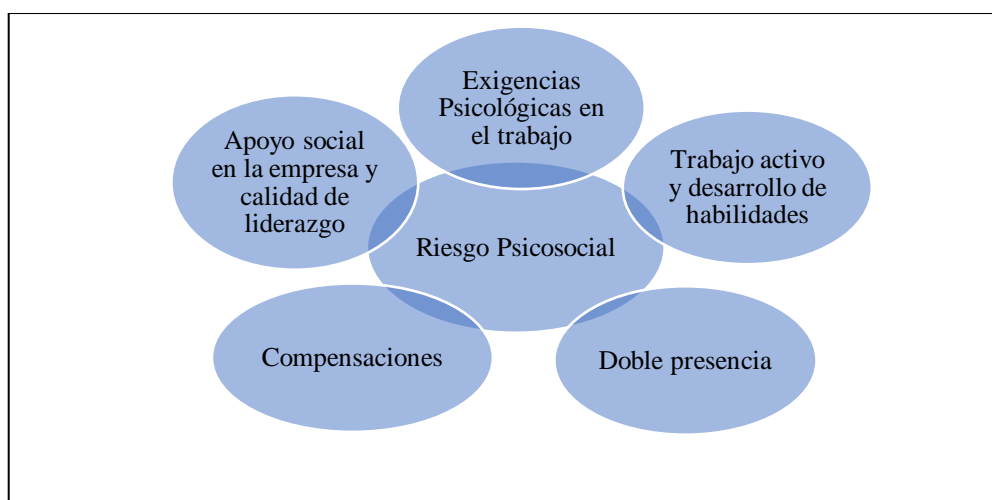 Exigencias
Psicológicas en
el trabajo
Apoyo social
en la empresa y
calidad de
liderazgo
Trabajo activo
y desarrollo de
habilidades
Riesgo Psicosocial
Compensaciones
Doble presencia